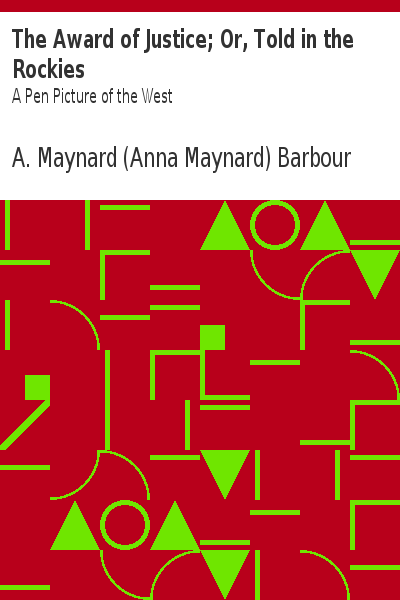 The Award of Justice; Or, Told in the
Rockies
A Pen Picture of the West
A. Maynard (Anna Maynard) Barbour